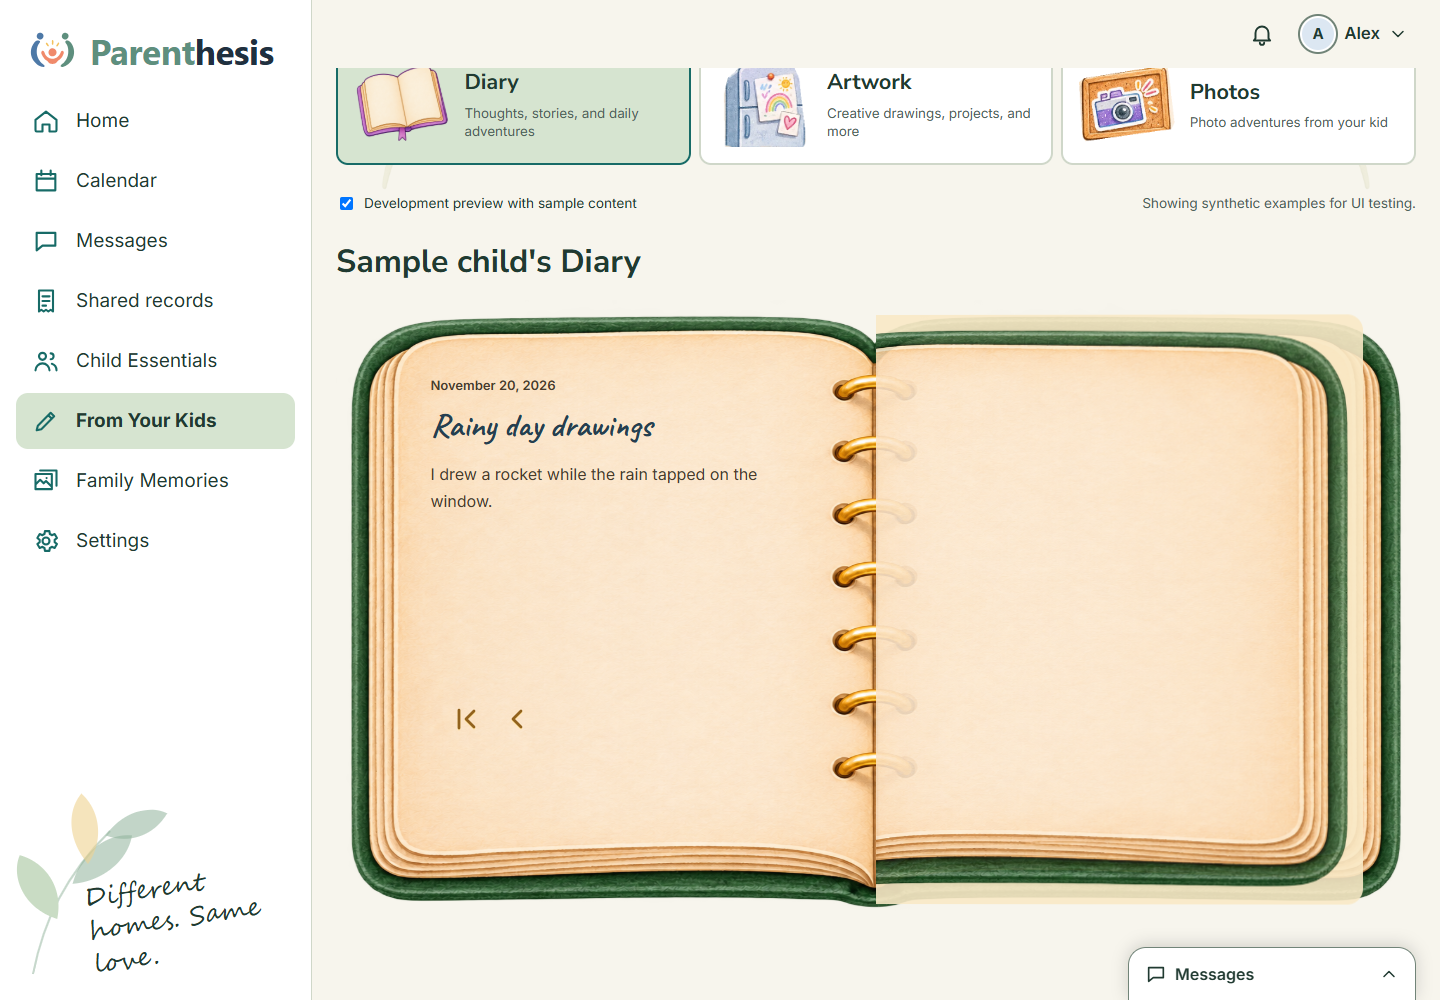 Parenthesis
A
Alex
Home
Calendar
Messages
Shared records
Child Essentials
From Your Kids
Family Memories
Settings
Different
homes. Same
love.
Diary
Thoughts, stories, and daily
adventures
Artwork
Creative drawings, projects, and
more
Photos
Photo adventures from your kid
Development preview with sample content
Showing synthetic examples for UI testing.
Sample child's Diary
November 20, 2026
Rainy day drawings
I drew a rocket while the rain tapped on the
window.
Messages